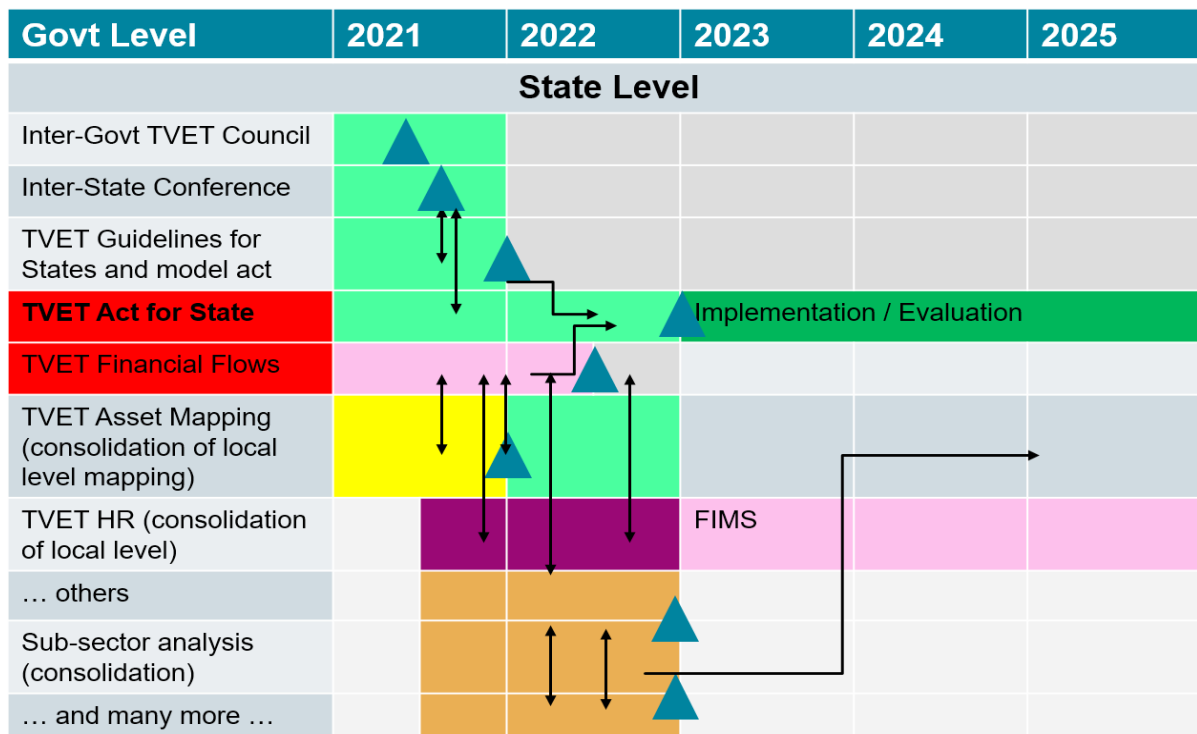 Govt Level 2021 2022 2023 2024 2025
State Level
Inter-Govt TVET Council
Inter-State Conference
TVET Guidelines for
States and model act
TVET Act for State Implementation / Evaluation
TVET Financial Flows
TVET Asset Mapping
(consolidation of local
level mapping)
TVET HR (consolidation FIMS
of local level)
… others
Sub-sector analysis
(consolidation)
… and many more …